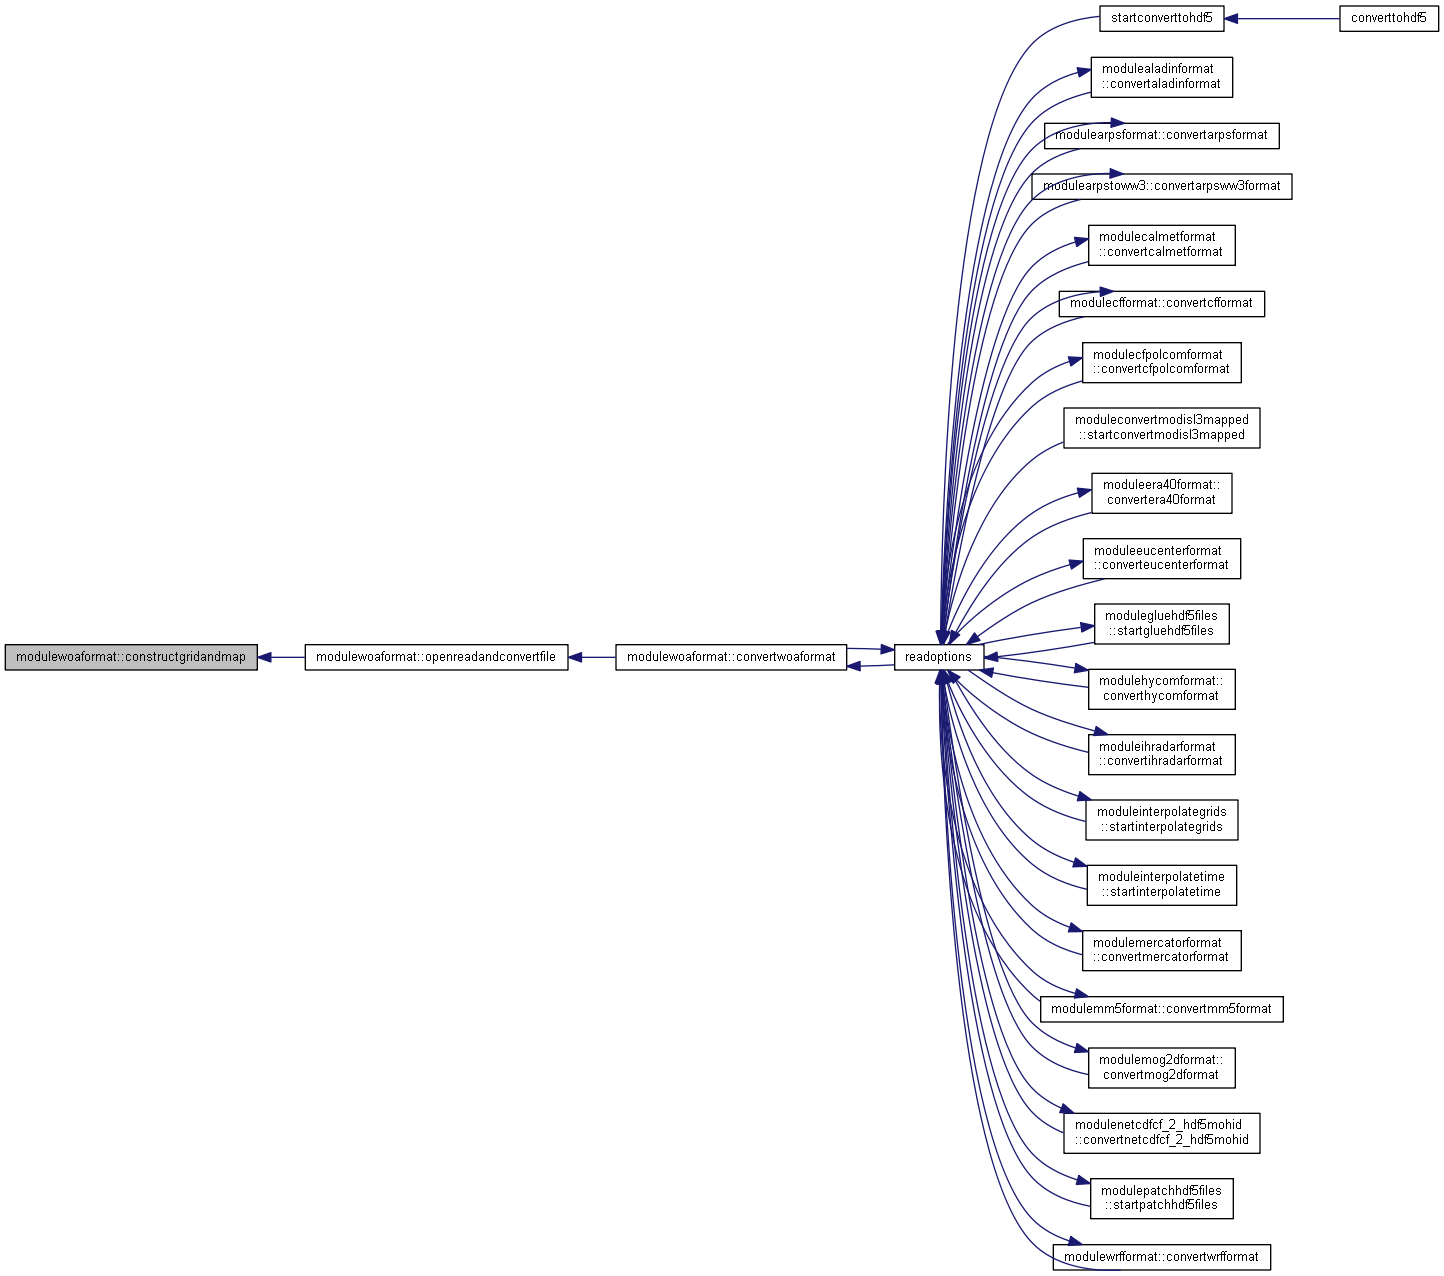 startconverttohdf5
converttohdf5
modulealadinformat
::convertaladinformat
modulearpsformat::convertarpsformat
modulearpstoww3::convertarpsww3format
modulecalmetformat
::convertcalmetformat
modulecfformat::convertcfformat
modulecfpolcomformat
::convertcfpolcomformat
moduleconvertmodisl3mapped
::startconvertmodisl3mapped
moduleera40format::
convertera40format
moduleeucenterformat
::converteucenterformat
modulegluehdf5files
::startgluehdf5files
modulewoaformat::constructgridandmap
modulewoaformat::openreadandconvertfile
modulewoaformat::convertwoaformat
readoptions
modulehycomformat::
converthycomformat
moduleihradarformat
::convertihradarformat
moduleinterpolategrids
::startinterpolategrids
moduleinterpolatetime
::startinterpolatetime
modulemercatorformat
::convertmercatorformat
modulemm5format::convertmm5format
modulemog2dformat::
convertmog2dformat
modulenetcdfcf_2_hdf5mohid
::convertnetcdfcf_2_hdf5mohid
modulepatchhdf5files
::startpatchhdf5files
modulewrfformat::convertwrfformat